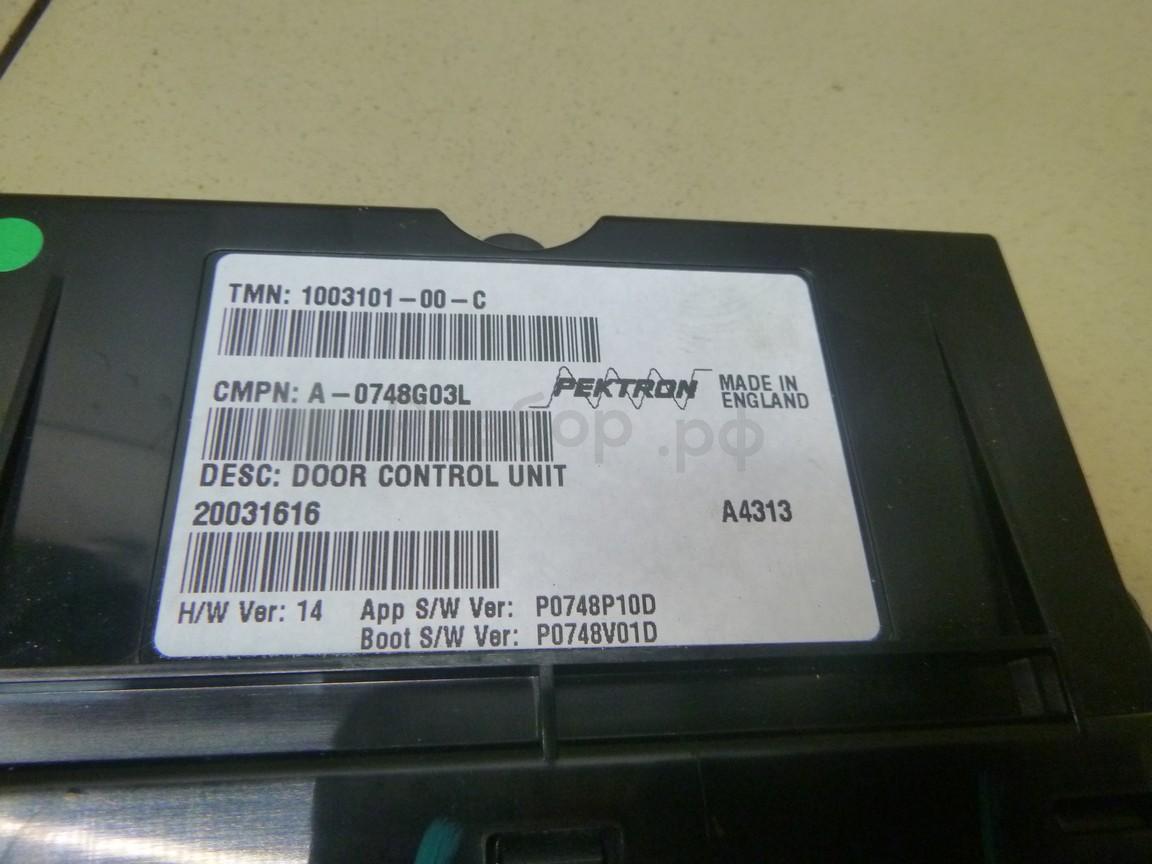 TMN: 1003101-00-C
CMPN: A-0748G03L
PEKTRON
MADE IN
ENGLAND
DESC: DOOR CONTROL UNIT
20031616
A4313
H/W Ver: 14 App S/W Ver: P0748P10D
Boot S/W Ver: P0748V01D
.рф